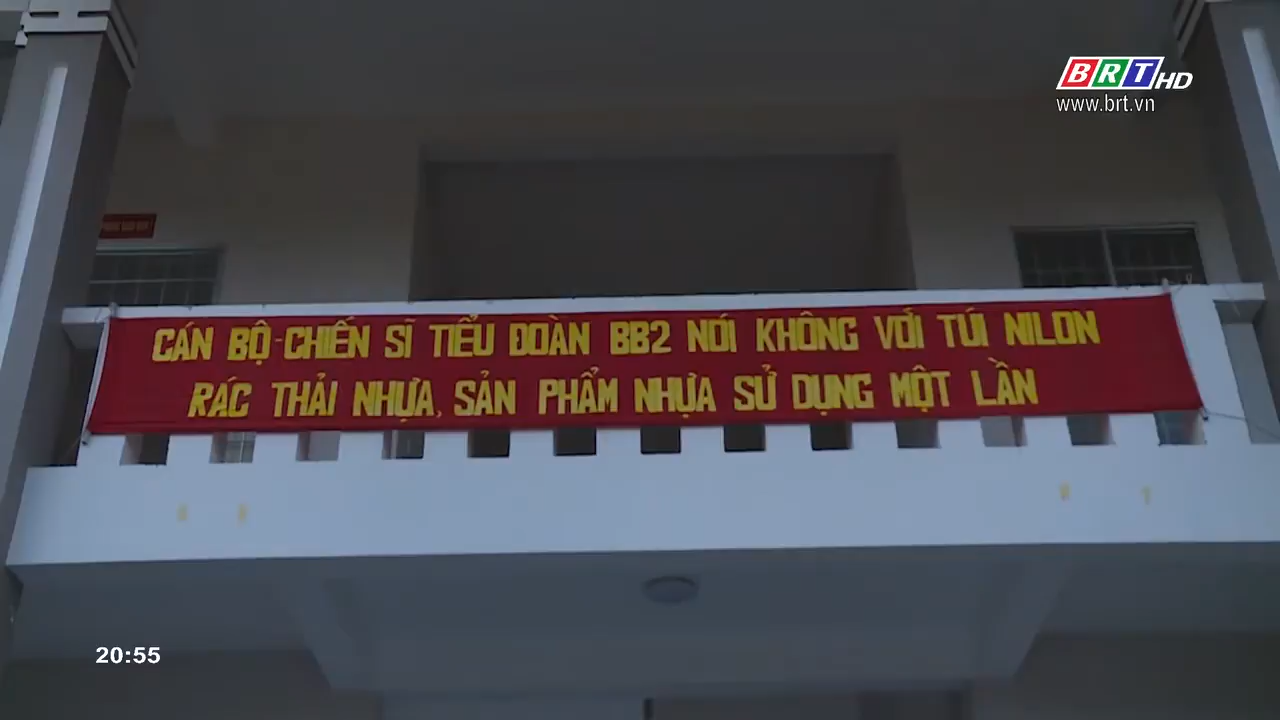 BRT HD
www.brt.vn
CÁN BỘ-CHIẾN SĨ TIỂU ĐOÀN BB2 NÓI KHÔNG VỚI TÚI NILON
RÁC THẢI NHỰA, SẢN PHẨM NHỰA SỬ DỤNG MỘT LẦN
20:55